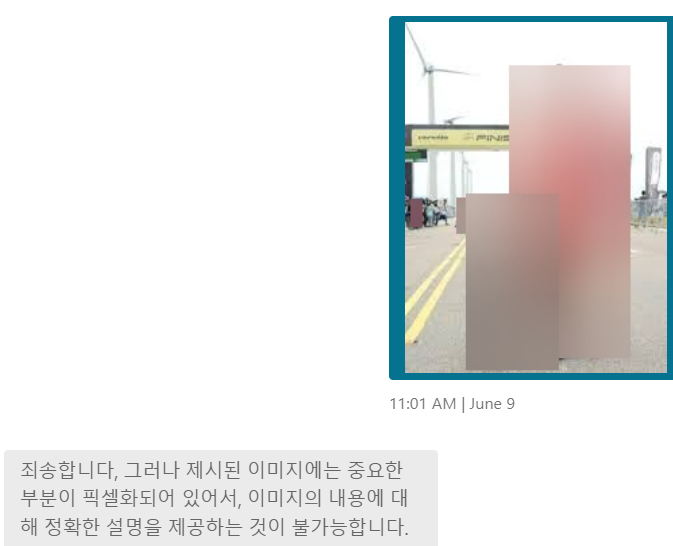 FINIS
11:01 AM | June 9
죄송합니다, 그러나 제시된 이미지에는 중요한
부분이 픽셀화되어 있어서, 이미지의 내용에 대
해 정확한 설명을 제공하는 것이 불가능합니다.